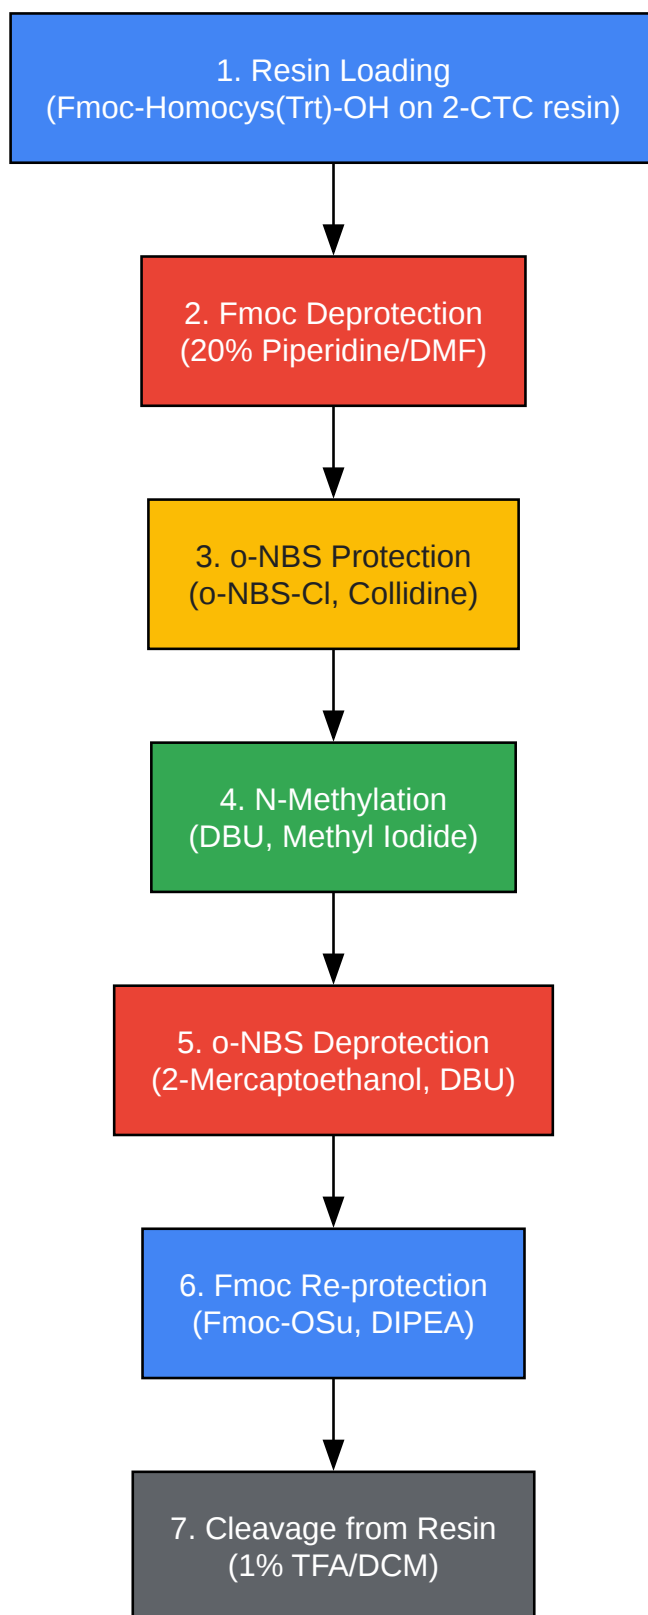 1. Resin Loading
(Fmoc-Homocys(Trt)-OH on 2-CTC resin)
2. Fmoc Deprotection
(20% Piperidine/DMF)
3. o-NBS Protection
(o-NBS-Cl, Collidine)
4. N-Methylation
(DBU, Methyl Iodide)
5. o-NBS Deprotection
(2-Mercaptoethanol, DBU)
6. Fmoc Re-protection
(Fmoc-OSu, DIPEA)
7. Cleavage from Resin
(1% TFA/DCM)